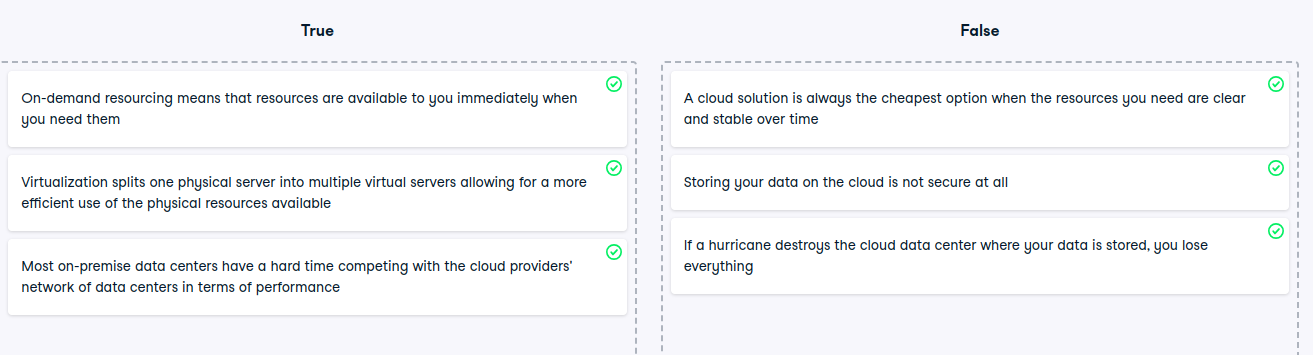 True
On-demand resourcing means that resources are available to you immediately when
you need them
Virtualization splits one physical server into multiple virtual servers allowing for a more
efficient use of the physical resources available
Most on-premise data centers have a hard time competing with the cloud providers'
network of data centers in terms of performance
False
A cloud solution is always the cheapest option when the resources you need are clear
and stable over time
Storing your data on the cloud is not secure at all
If a hurricane destroys the cloud data center where your data is stored, you lose
everything